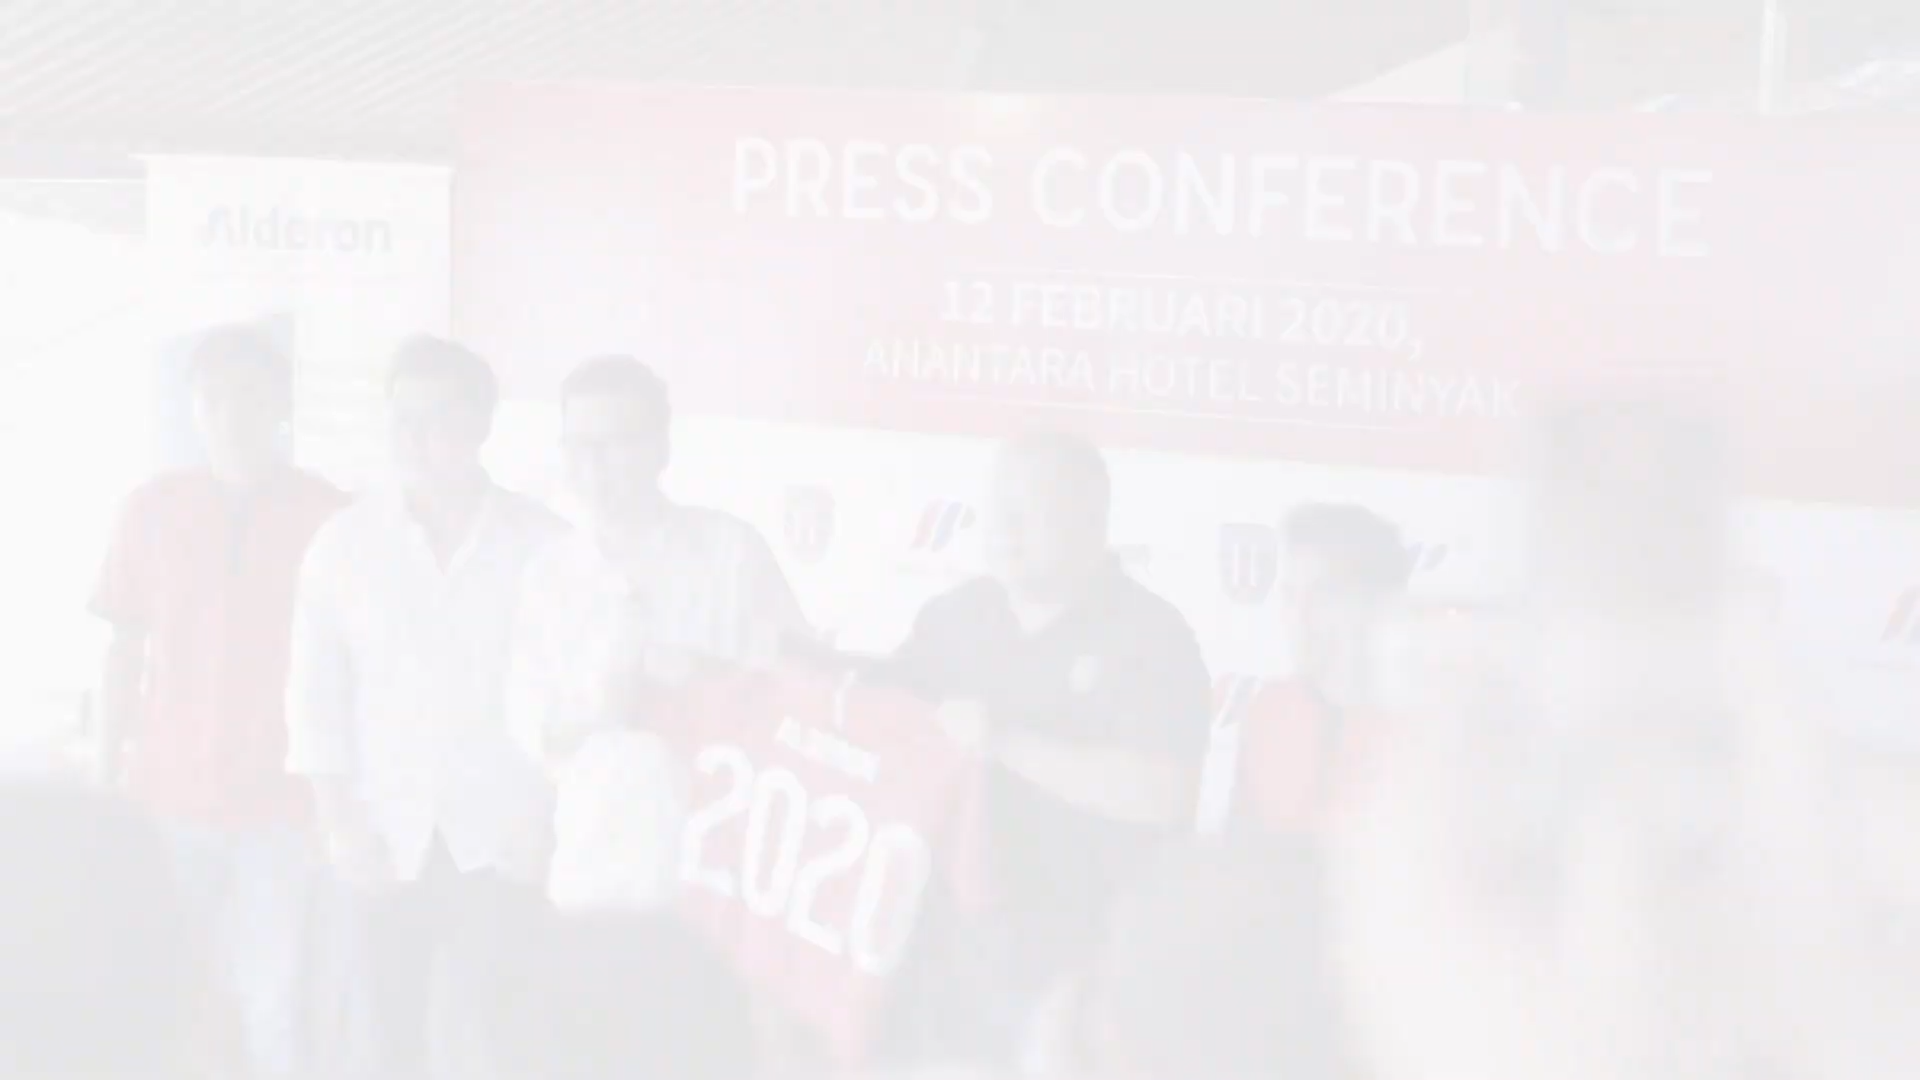 Alderon
PRESS CONFERENCE
12 FEBRUARI 2020,
ANANTARA HOTEL SEMINYAK
2020